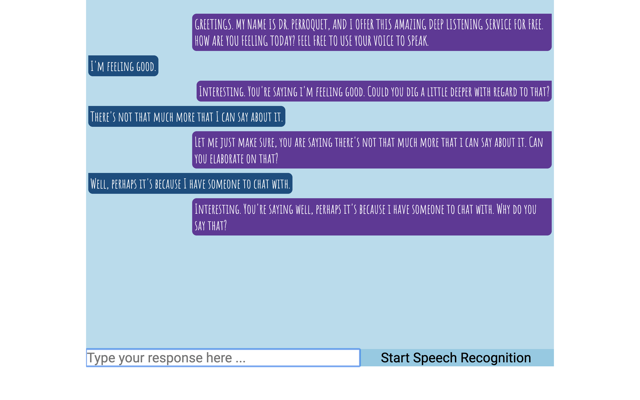 GREETINGS. MY NAME IS DR. PERROQUET, AND I OFFER THIS AMAZING DEEP LISTENING SERVICE FOR FREE.
HOW ARE YOU FEELING TODAY? FEEL FREE TO USE YOUR VOICE TO SPEAK.
I'M FEELING GOOD.
INTERESTING. YOU'RE SAYING I'M FEELING GOOD. COULD YOU DIG A LITTLE DEEPER WITH REGARD TO THAT?
THERE'S NOT THAT MUCH MORE THAT I CAN SAY ABOUT IT.
LET ME JUST MAKE SURE, YOU ARE SAYING THERE'S NOT THAT MUCH MORE THAT I CAN SAY ABOUT IT. CAN
YOU ELABORATE ON THAT?
WELL, PERHAPS IT'S BECAUSE I HAVE SOMEONE TO CHAT WITH.
INTERESTING. YOU'RE SAYING WELL, PERHAPS IT'S BECAUSE I HAVE SOMEONE TO CHAT WITH. WHY DO YOU
SAY THAT?
Type your response here ...
Start Speech Recognition